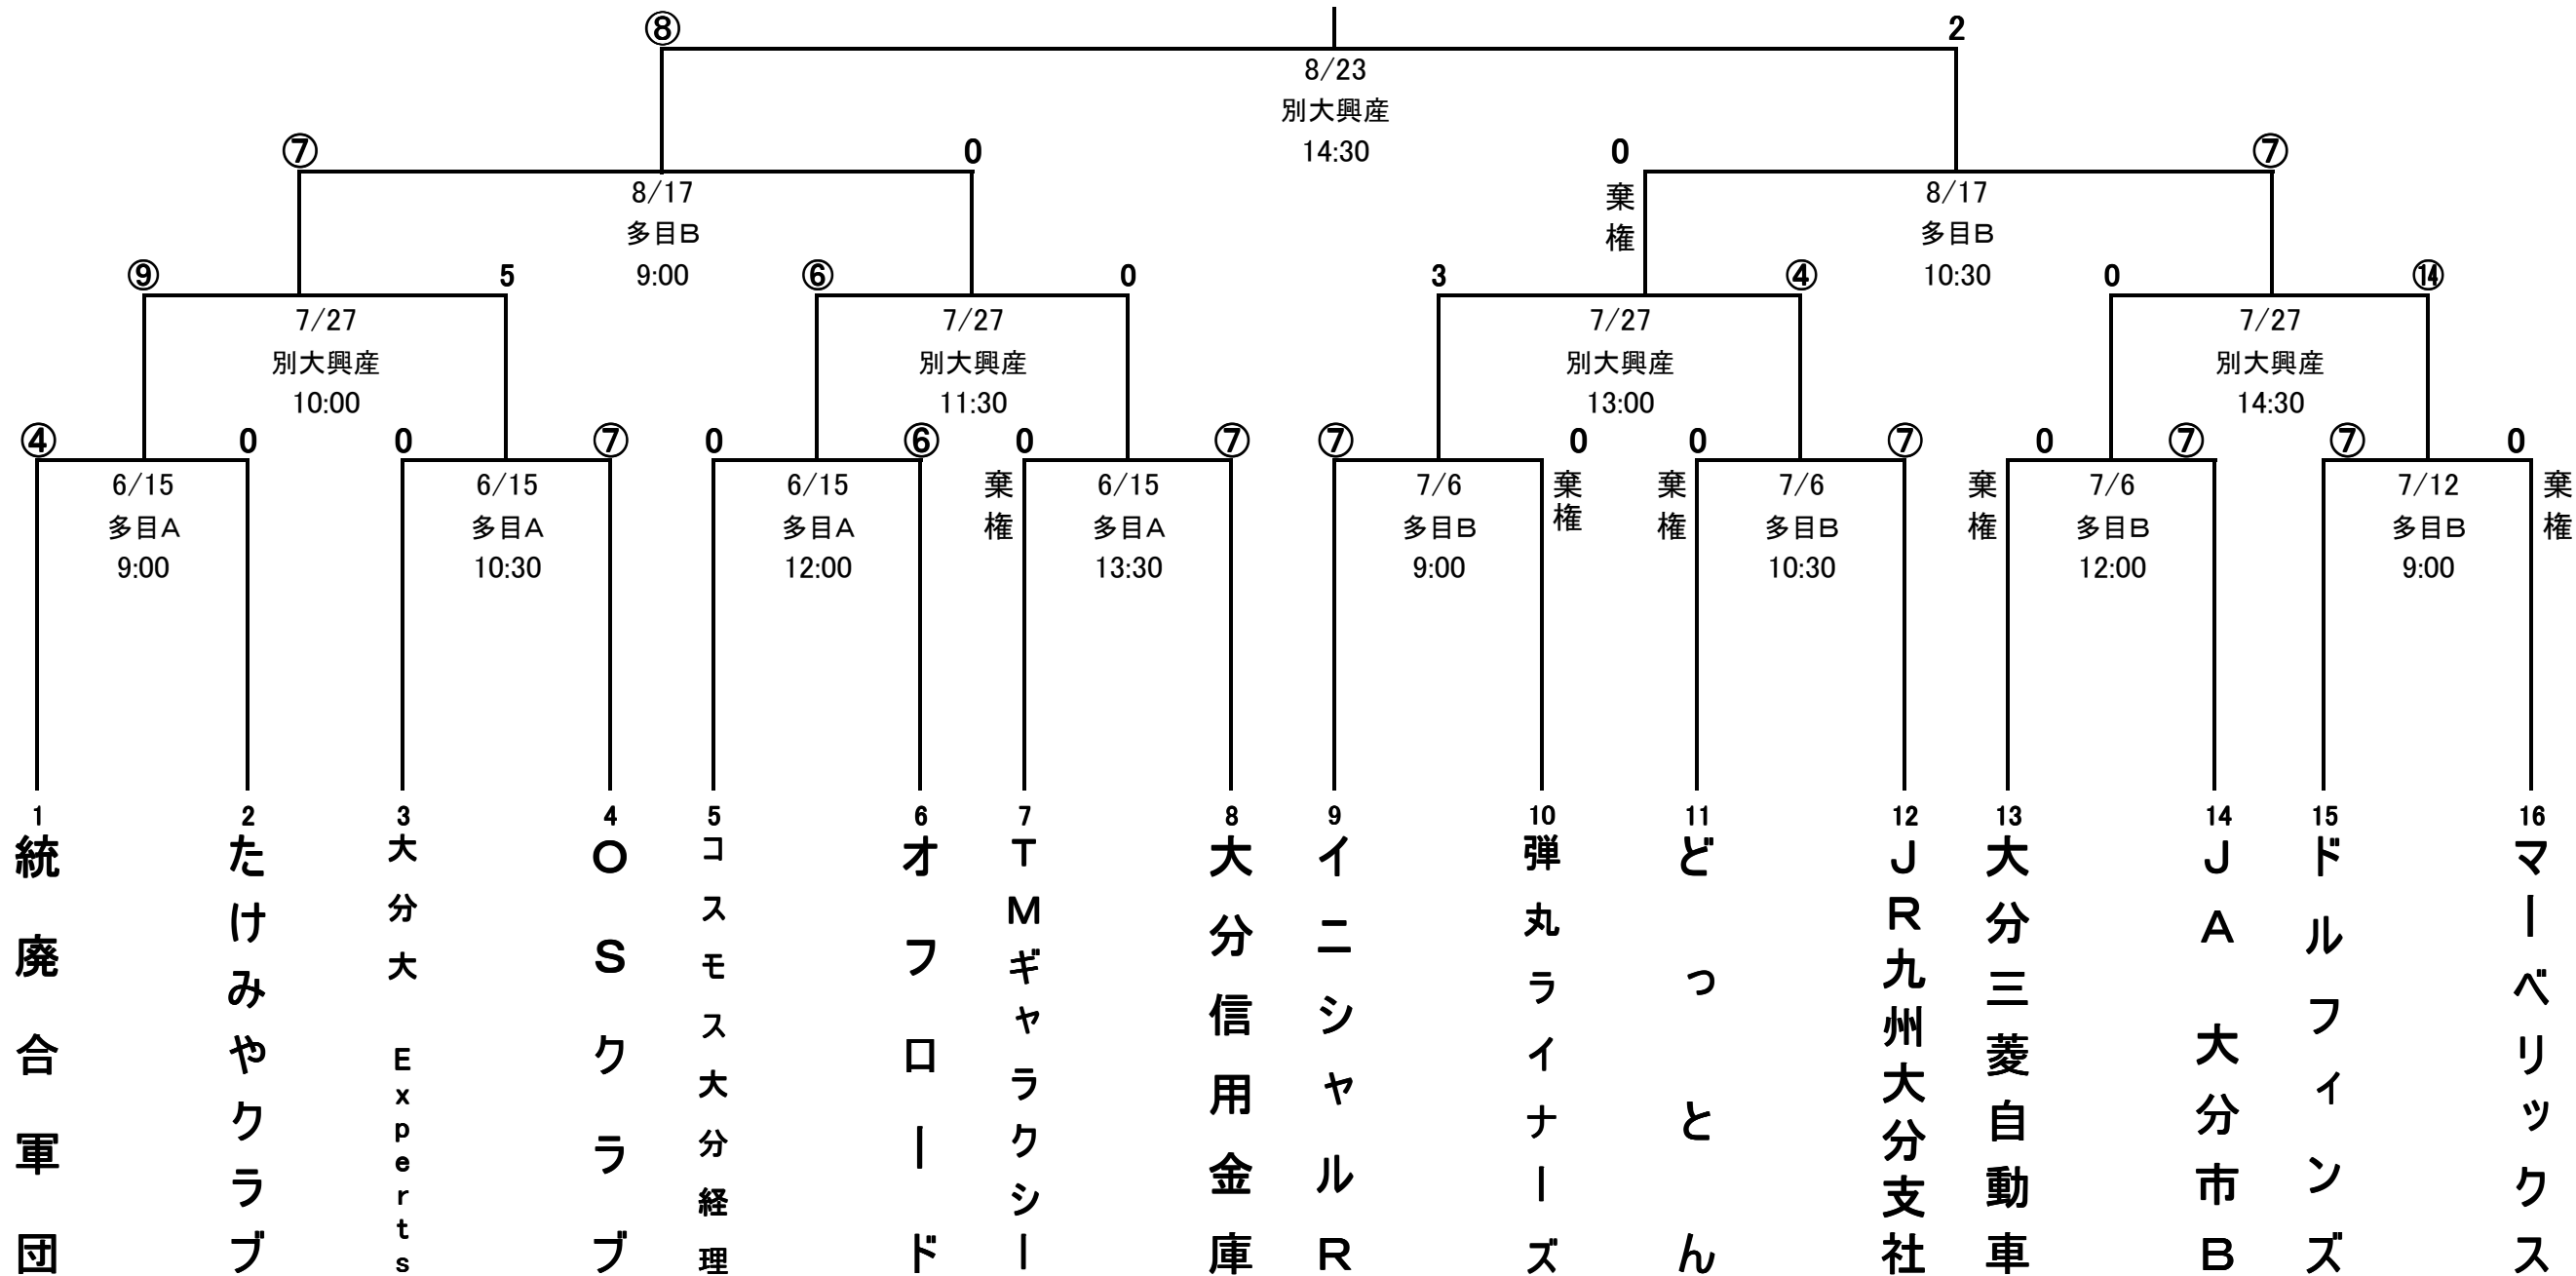 ⑧ 2
8/23
別大興産
14:30
⑦ 0 0 ⑦
棄権
8/17 8/17
多目B 多目B
9:00 10:30
⑨ 5 ⑥ 0 3 ④ 0 ⑭
7/27 7/27 7/27 7/27
別大興産 別大興産 別大興産 別大興産
10:00 11:30 13:00 14:30
④ 0 0 ⑦ 0 ⑥ 0 ⑦ ⑦ 0 0 ⑦ 0 ⑦ ⑦ 0
棄権 棄権 棄権 棄権 棄権
6/15 6/15 6/15 6/15 7/6 7/6 7/6 7/12
多目A 多目A 多目A 多目A 多目B 多目B 多目B 多目B
9:00 10:30 12:00 13:30 9:00 10:30 12:00 9:00
1 2 3 4 5 6 7 8 9 10 11 12 13 14 15 16
統廃合軍団
たけみやクラブ
大分大 Experts
OSクラブ
コスモス大分経理
オフロード
TMギャラクシー
大分信用金庫
イニシャルR
弾丸ライナーズ
どっとん
JR九州大分支社
大分三菱自動車
JA 大分市B
ドルフィンズ
マーベリックス